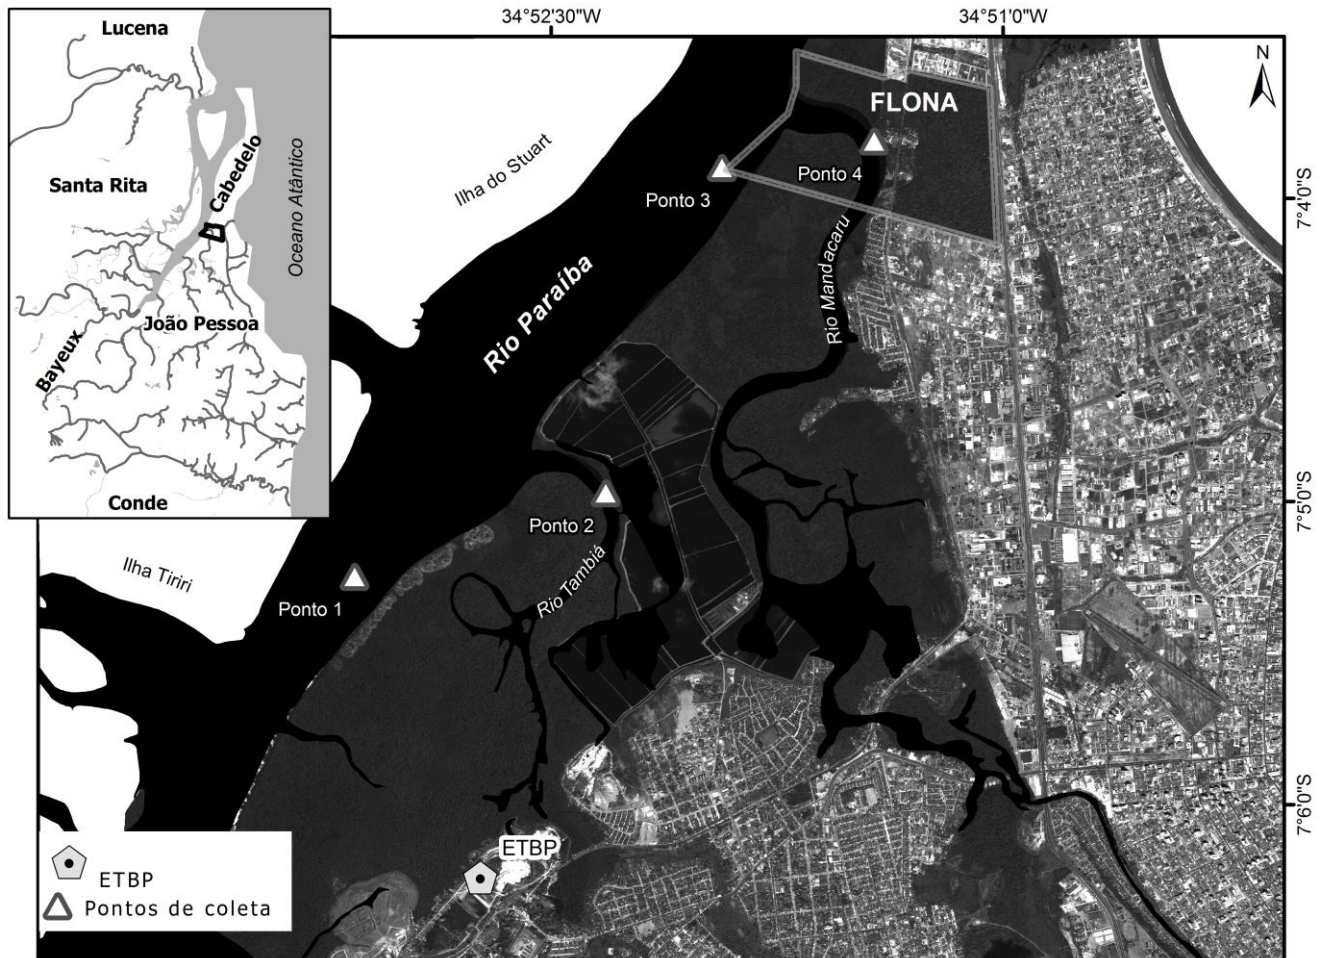 34°52'30"W
34°51'0"W
Lucena
Santa Rita
Cabedelo
Oceano Atântico
João Pessoa
Bayeux
Conde
N
FLONA
Ilha do Stuart
Ponto 3
Ponto 4
7°4'0"S
Rio Paraíba
Rio Mandacaru
7°5'0"S
Ponto 2
Rio Tambiá
Ilha Tiriri
Ponto 1
7°6'0"S
ETBP
ETBP
Pontos de coleta